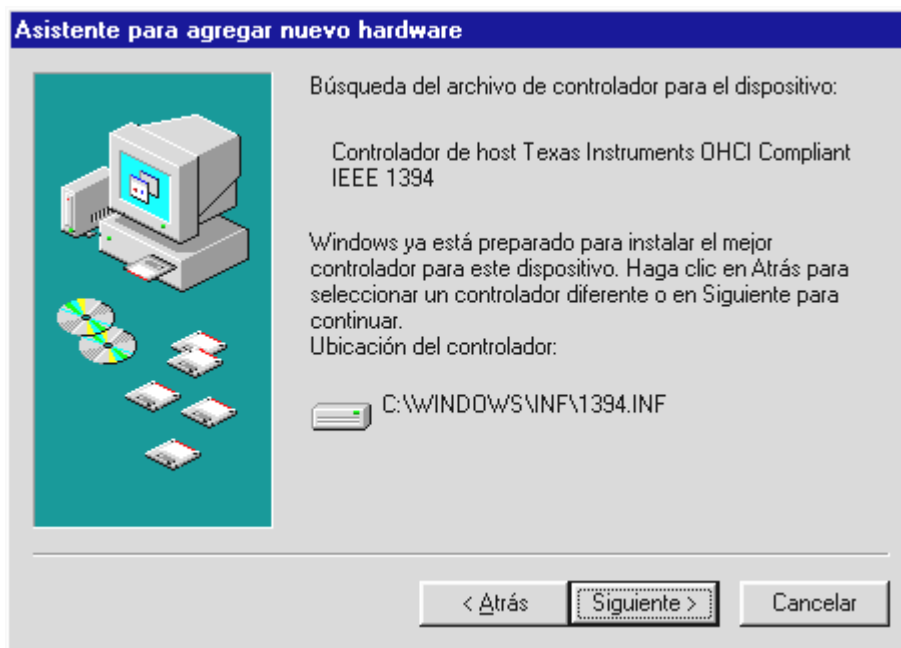 Asistente para agregar nuevo hardware
Búsqueda del archivo de controlador para el dispositivo:
Controlador de host Texas Instruments OHCI Compliant
IEEE 1394
Windows ya está preparado para instalar el mejor
controlador para este dispositivo. Haga clic en Atrás para
seleccionar un controlador diferente o en Siguiente para
continuar.
Ubicación del controlador:
C:\WINDOWS\INF\1394.INF
< Atrás
Siguiente >
Cancelar